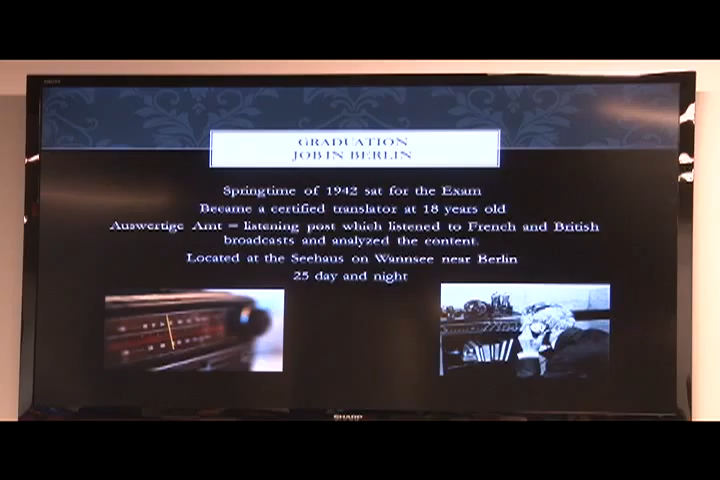 GRADUATION
JOB IN BERLIN
Springtime of 1942 sat for the Exam
Became a certified translator at 18 years old
Auswertige Amt = listening post which listened to French and British
broadcasts and analyzed the content.
Located at the Seehaus on Wannsee near Berlin
25 day and night
SHARP